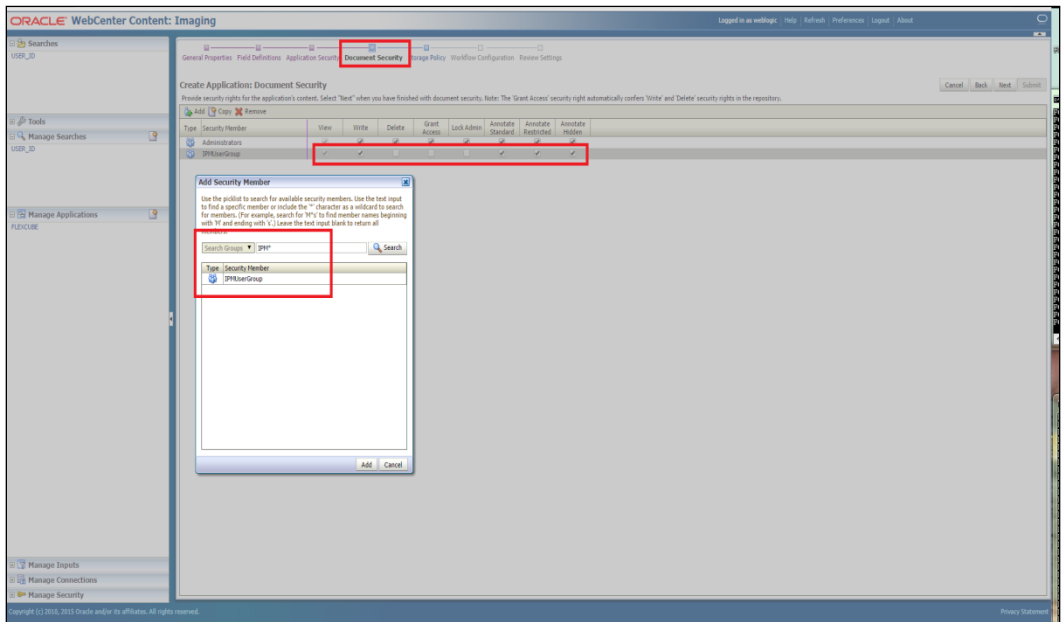 ORACLE® WebCenter Content: Imaging
Logged in as weblogic Help Refresh Preferences Logout About
Searches
USER_ID
Tools
Manage Searches
USER_ID
Manage Applications
FLEXCUBE
Manage Inputs
Manage Connections
Manage Security
General Properties Field Definitions Application Security Document Security Storage Policy Workflow Configuration Review Settings
Create Application: Document Security
Cancel Back Next Submit
Provide security rights for the application's content. Select "Next" when you have finished with document security. Note: The 'Grant Access' security right automatically confers 'Write' and 'Delete' security rights in the repository.
Add Copy Remove
Type Security Member View Write Delete Grant Access Lock Admin Annotate Standard Annotate Restricted Annotate Hidden
Administrators
IPMUserGroup
Add Security Member
Use the picklist to search for available security members. Use the text input
to find a specific member or include the '*' character as a wildcard to search
for members. (For example, search for 'M*s' to find member names beginning
with 'M' and ending with 's'.) Leave the text input blank to return all
members.
Search Groups IPM* Search
Type Security Member
IPMUserGroup
Add Cancel
Copyright (c) 2010, 2015 Oracle and/or its affiliates. All rights reserved.
Privacy Statement